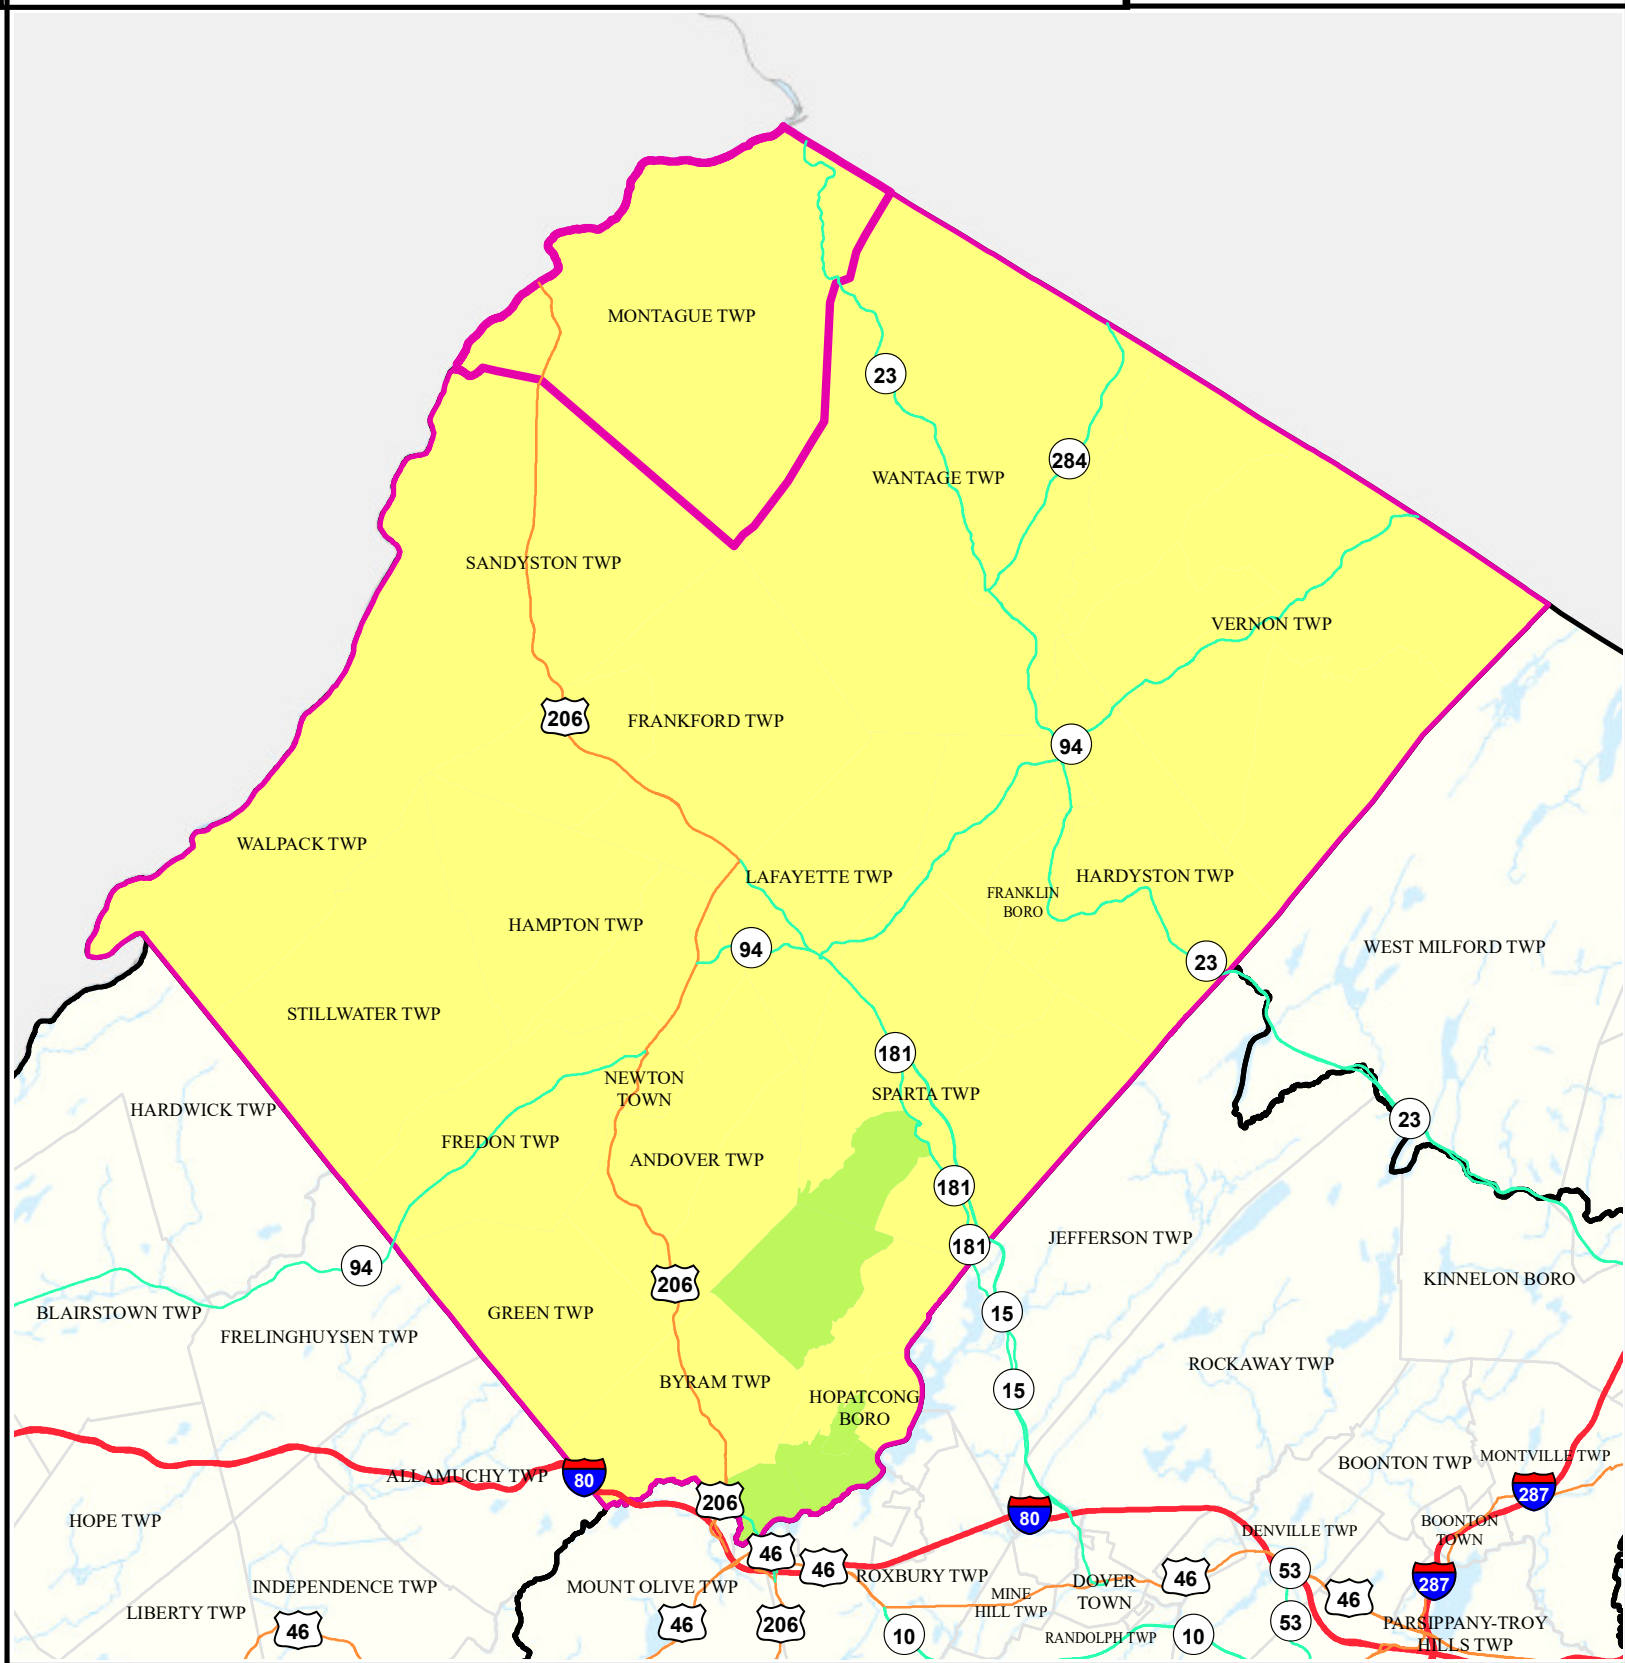 MONTAGUE TWP
23
284
WANTAGE TWP
SANDYSTON TWP
VERNON TWP
206
FRANKFORD TWP
94
WALPACK TWP
LAFAYETTE TWP
HARDYSTON TWP
FRANKLIN
BORO
HAMPTON TWP
94
23
WEST MILFORD TWP
STILLWATER TWP
181
NEWTON
TOWN
SPARTA TWP
HARDWICK TWP
23
FREDON TWP
ANDOVER TWP
181
JEFFERSON TWP
181
94
KINNELON BORO
206
BLAIRSTOWN TWP
GREEN TWP
15
FRELINGHUYSEN TWP
ROCKAWAY TWP
BYRAM TWP
15
HOPATCONG
BORO
MONTVILLE TWP
BOONTON TWP
ALLAMUCHY TWP
80
287
206
80
HOPE TWP
BOONTON
TOWN
DENVILLE TWP
46
46
53
ROXBURY TWP
46
287
INDEPENDENCE TWP
MOUNT OLIVE TWP
DOVER
TOWN
MINE
HILL TWP
46
LIBERTY TWP
46
46
206
10
RANDOLPH TWP
10
53
PARSIPPANY-TROY
HILLS TWP